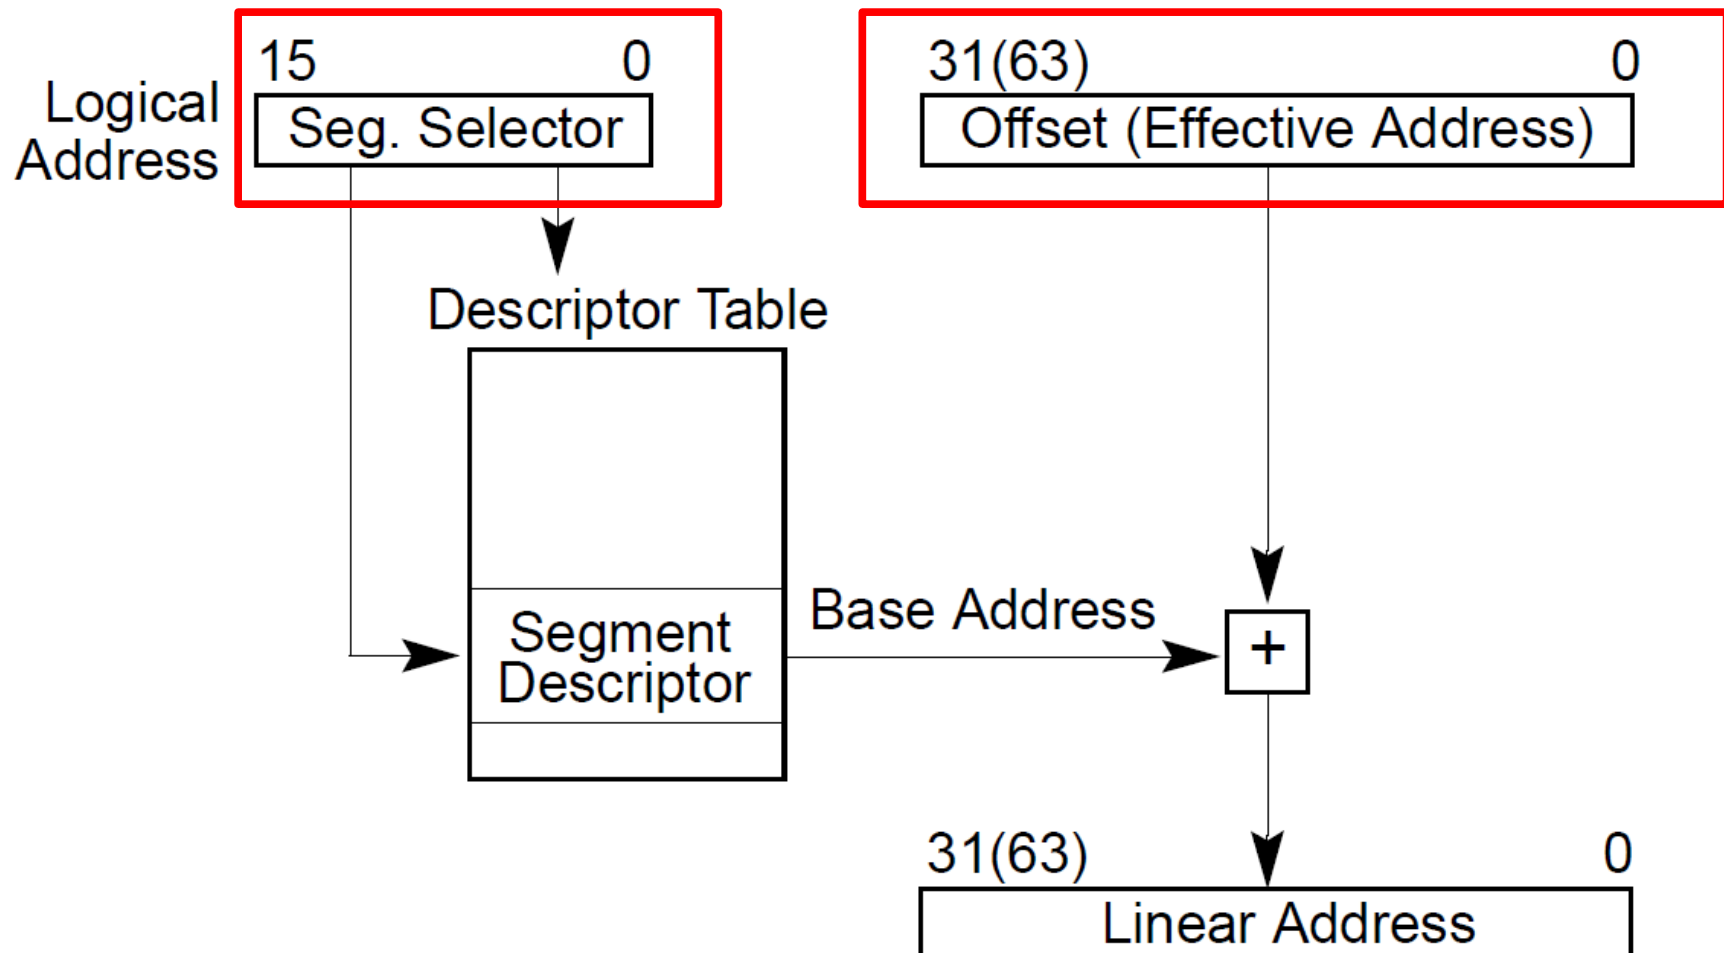 15 0
31(63) 0
Logical
Address
Seg. Selector
Offset (Effective Address)
Descriptor Table
Segment
Descriptor
Base Address
+
31(63) 0
Linear Address